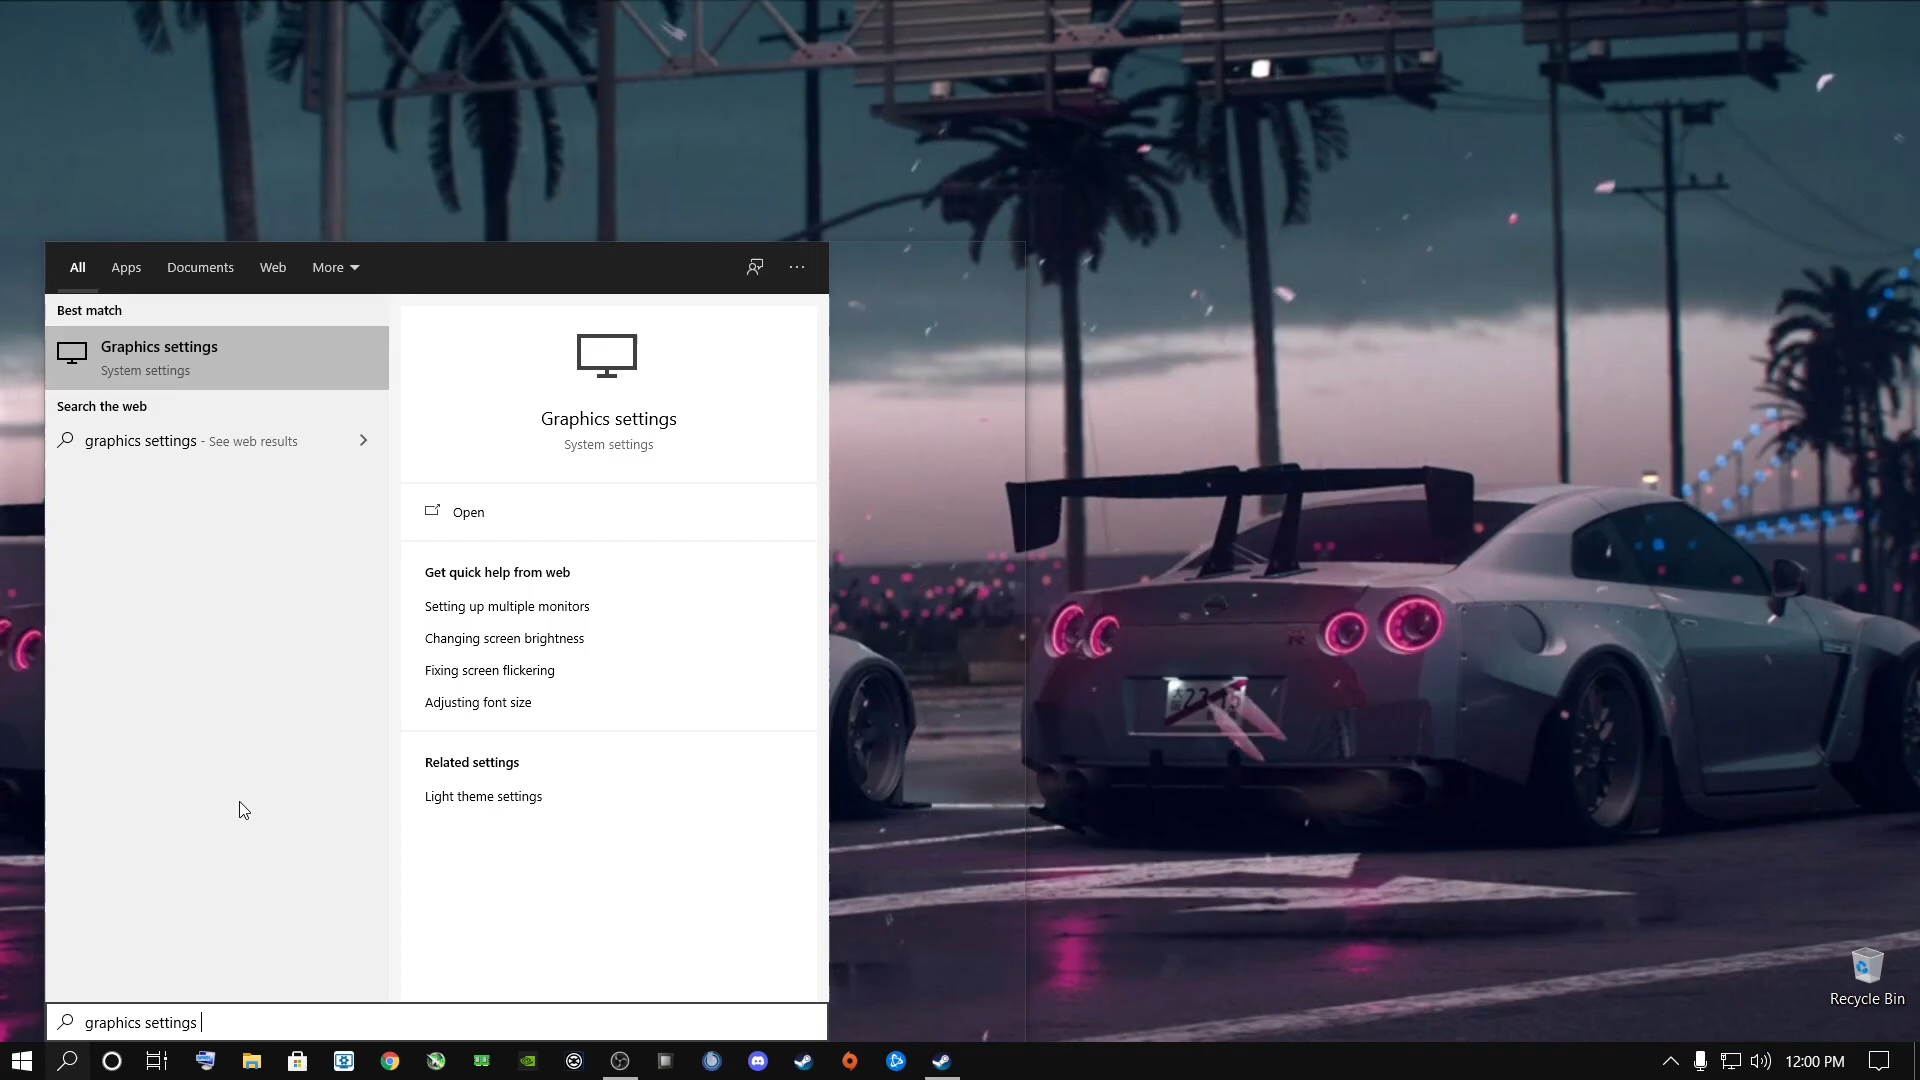 All Apps Documents Web More
Best match
Graphics settings
System settings
Search the web
graphics settings - See web results
Graphics settings
System settings
Open
Get quick help from web
Setting up multiple monitors
Changing screen brightness
Fixing screen flickering
Adjusting font size
Related settings
Light theme settings
graphics settings
Recycle Bin
12:00 PM